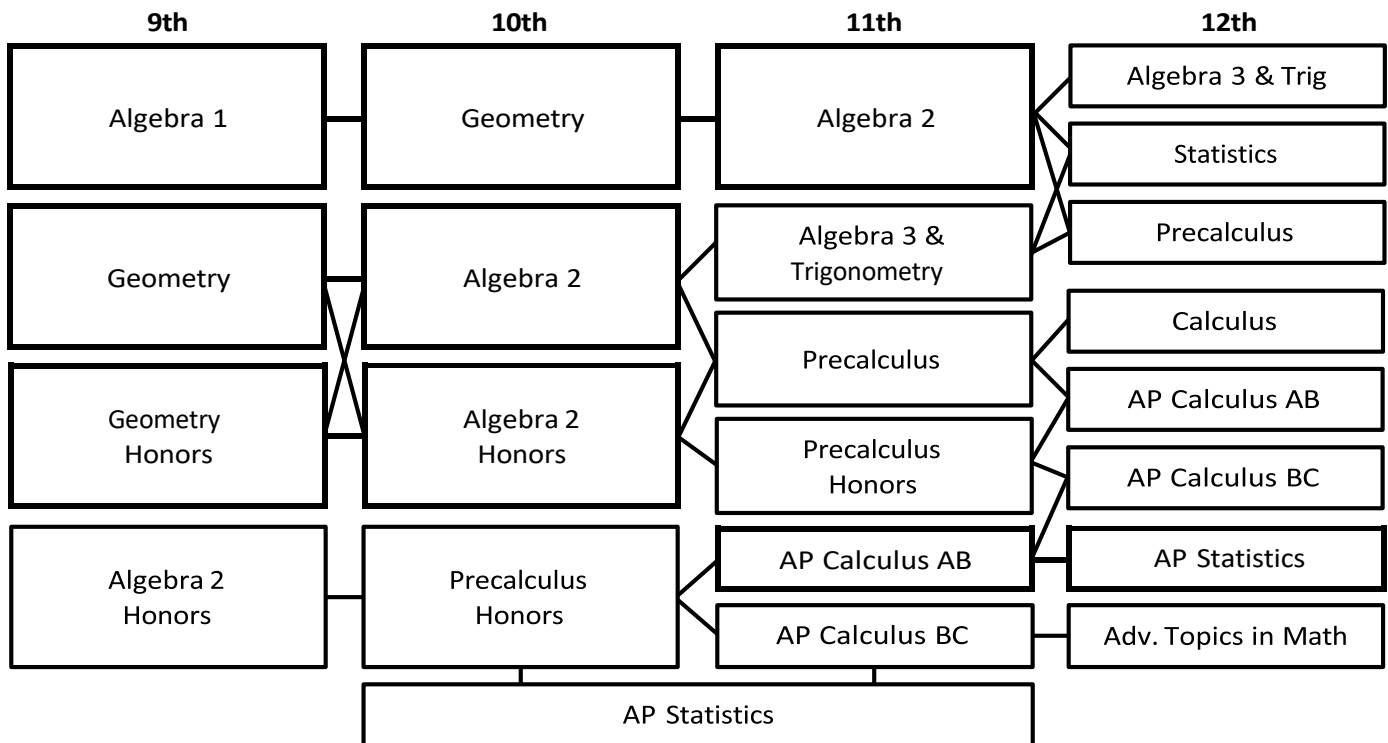 9th 10th 11th 12th
Algebra 1
Geometry
Algebra 2
Algebra 3 & Trig
Statistics
Precalculus
Geometry
Algebra 2
Algebra 3 &
Trigonometry
Precalculus
Calculus
AP Calculus AB
Geometry
Honors
Algebra 2
Honors
Precalculus
Honors
AP Calculus BC
Algebra 2
Honors
Precalculus
Honors
AP Calculus AB
AP Statistics
AP Calculus BC
Adv. Topics in Math
AP Statistics